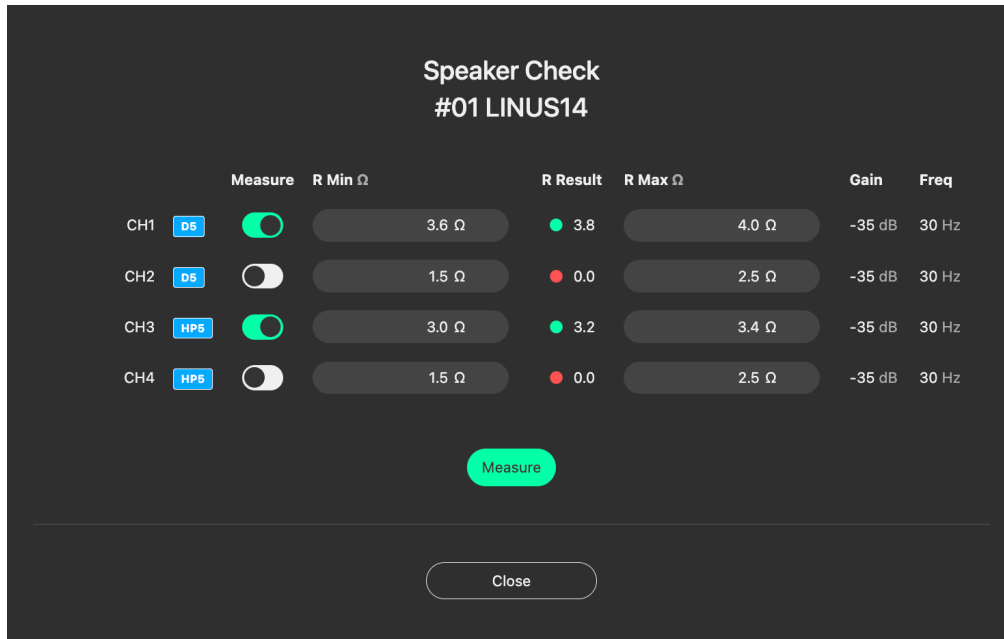 Speaker Check
#01 LINUS14
Measure R Min Ω R Result R Max Ω Gain Freq
CH1 D5 3.6 Ω 3.8 4.0 Ω -35 dB 30 Hz
CH2 D5 1.5 Ω 0.0 2.5 Ω -35 dB 30 Hz
CH3 HP5 3.0 Ω 3.2 3.4 Ω -35 dB 30 Hz
CH4 HP5 1.5 Ω 0.0 2.5 Ω -35 dB 30 Hz
Measure
Close